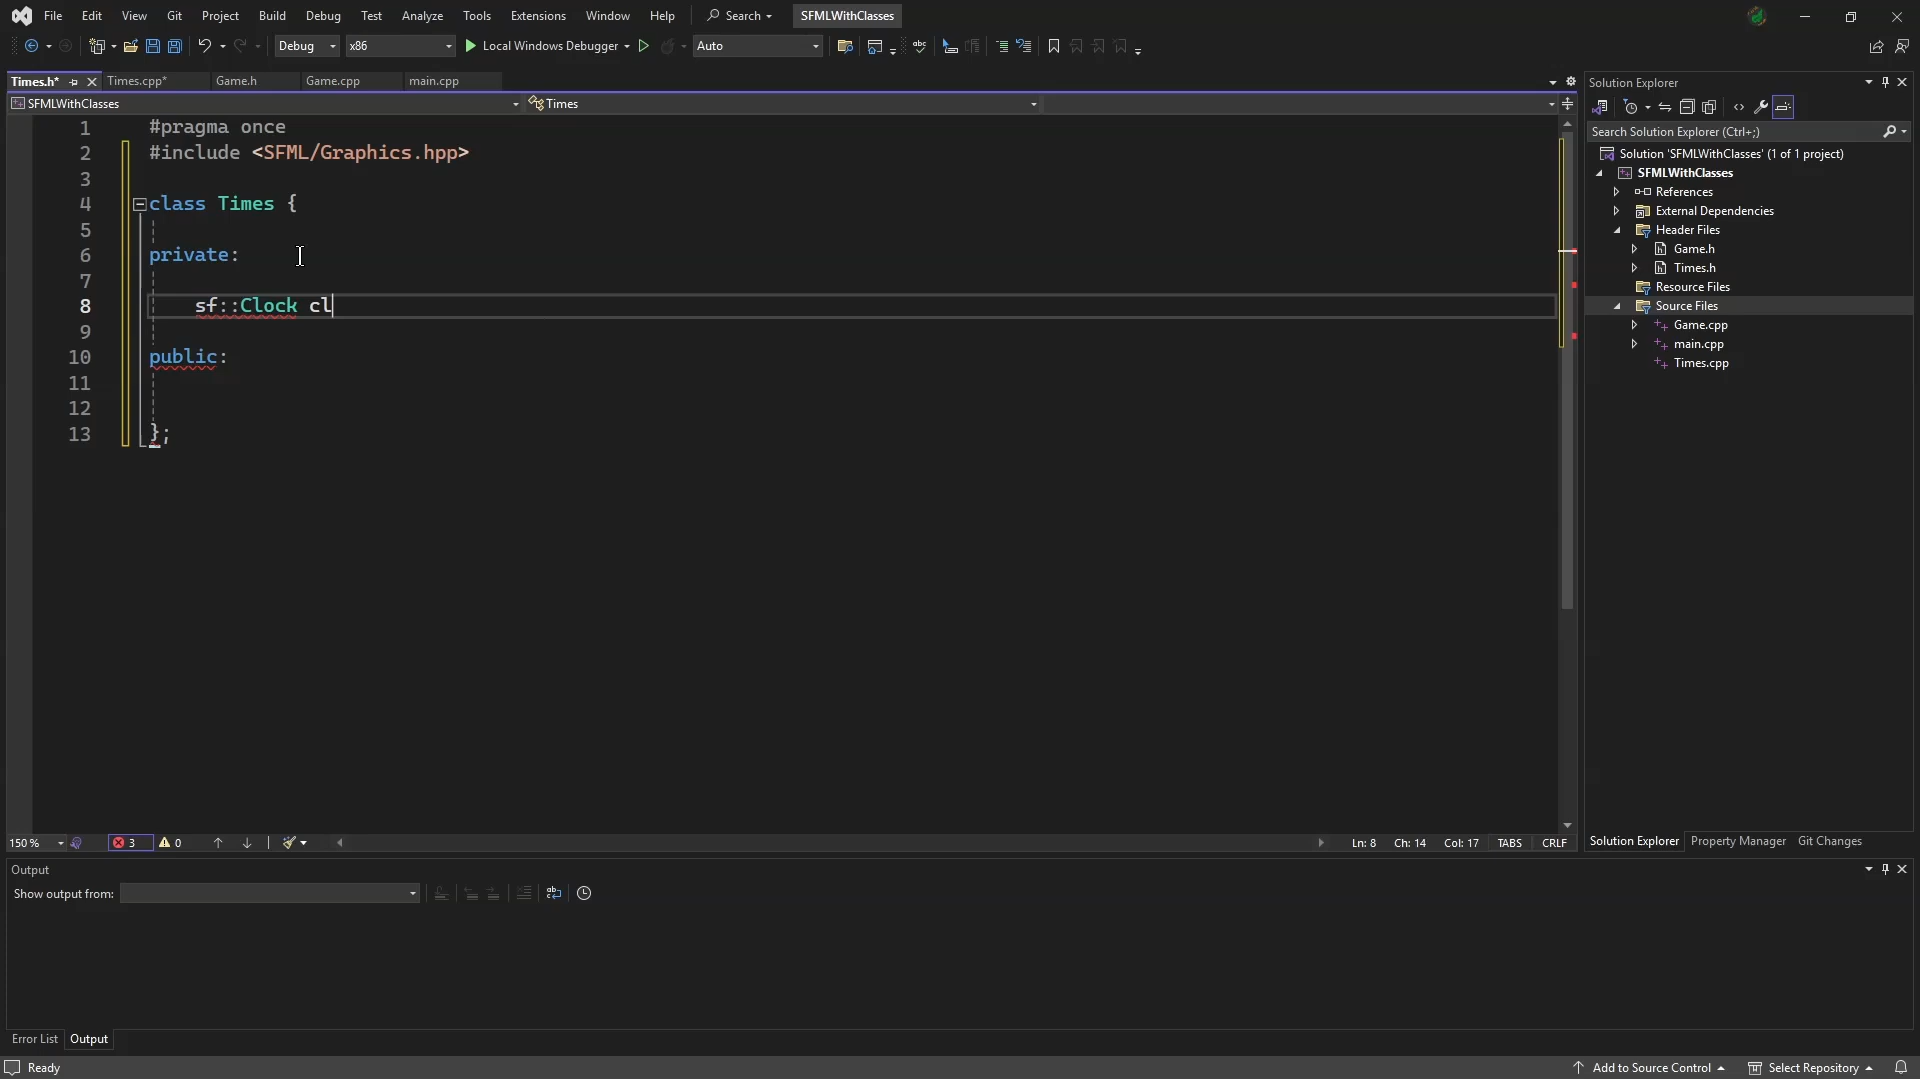 File Edit View Git Project Build Debug Test Analyze Tools Extensions Window Help Search SFMLWithClasses
Debug x86 Local Windows Debugger Auto
Times.h* Times.cpp* Game.h Game.cpp main.cpp
SFMLWithClasses Times
1 #pragma once
2 #include <SFML/Graphics.hpp>
3
4 class Times {
5
6 private:
7
8 sf::Clock cl
9
10 public:
11
12
13 };
Solution Explorer
Search Solution Explorer (Ctrl+;)
Solution 'SFMLWithClasses' (1 of 1 project)
SFMLWithClasses
References
External Dependencies
Header Files
Game.h
Times.h
Resource Files
Source Files
Game.cpp
main.cpp
Times.cpp
150 % 3 0 Ln: 8 Ch: 14 Col: 17 TABS CRLF
Solution Explorer Property Manager Git Changes
Output
Show output from:
Error List Output
Ready Add to Source Control Select Repository